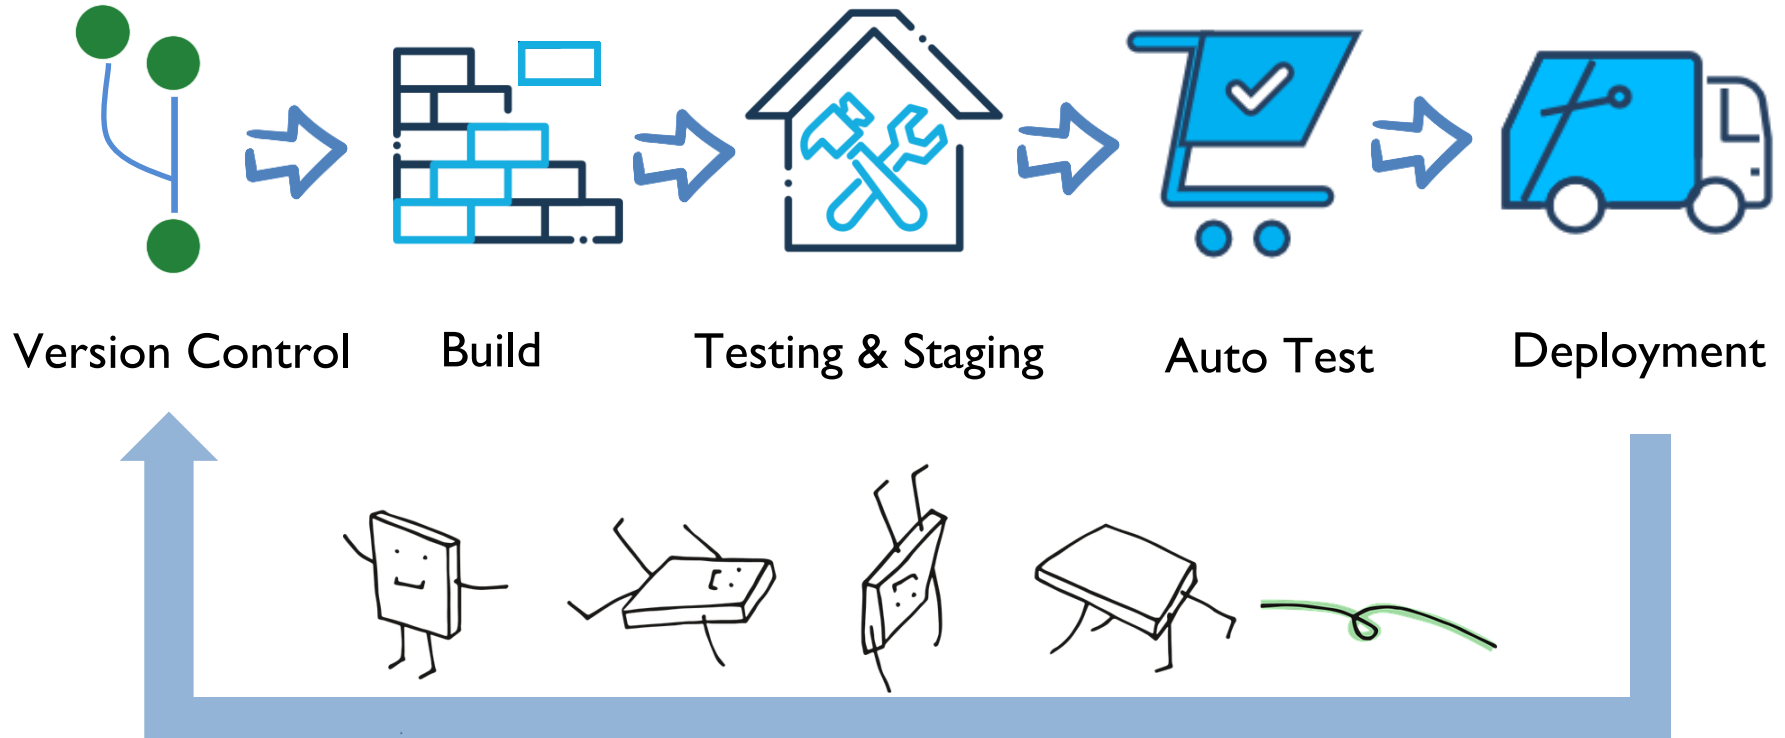 Version Control
Build
Testing & Staging
Auto Test
Deployment